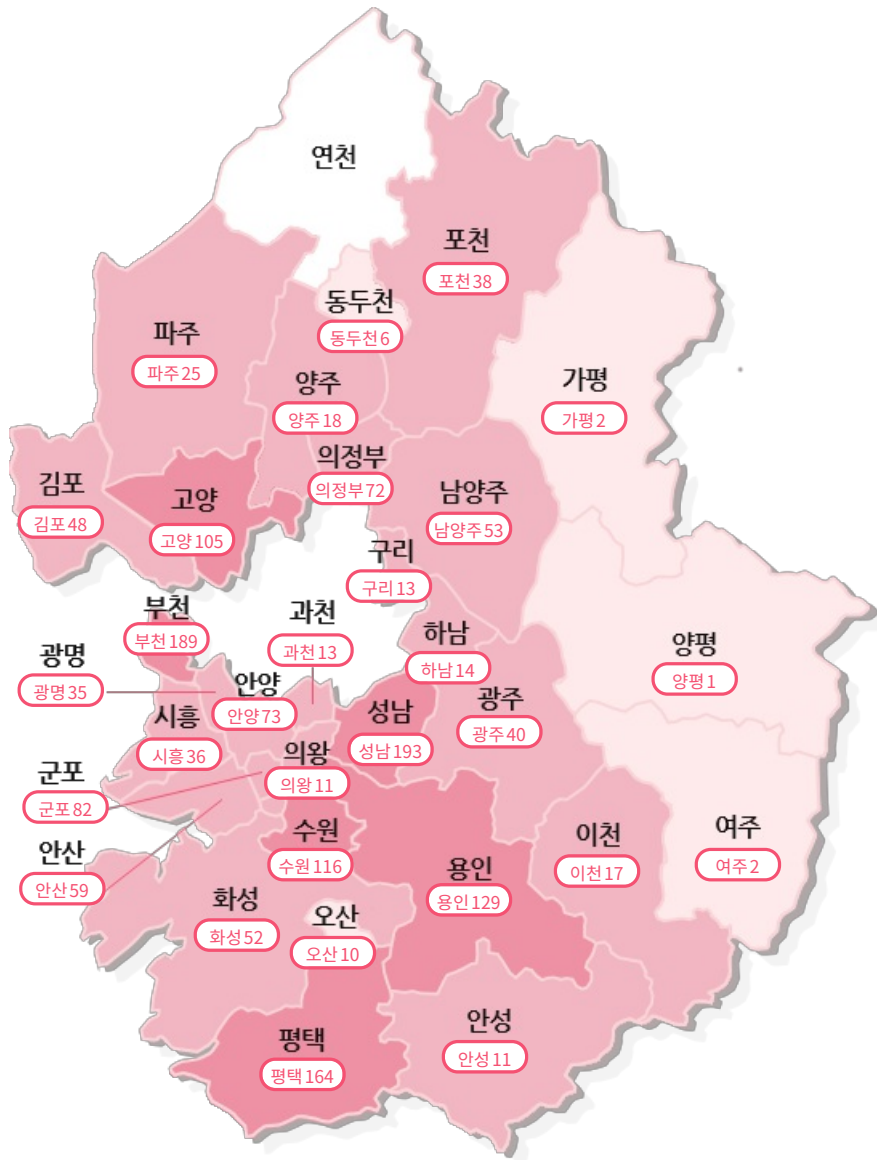 연천
포천
포천38
동두천
동두천6
파주
파주25
양주
양주18
가평
가평2
의정부
의정부72
김포
김포48
고양
고양105
남양주
남양주53
구리
구리13
부천
부천189
과천
과천13
하남
하남14
양평
양평1
광명
광명35
안양
안양73
시흥
시흥36
성남
성남193
광주
광주40
의왕
의왕11
군포
군포82
수원
수원116
이천
이천17
여주
여주2
안산
안산59
용인
용인129
화성
화성52
오산
오산10
안성
안성11
평택
평택164